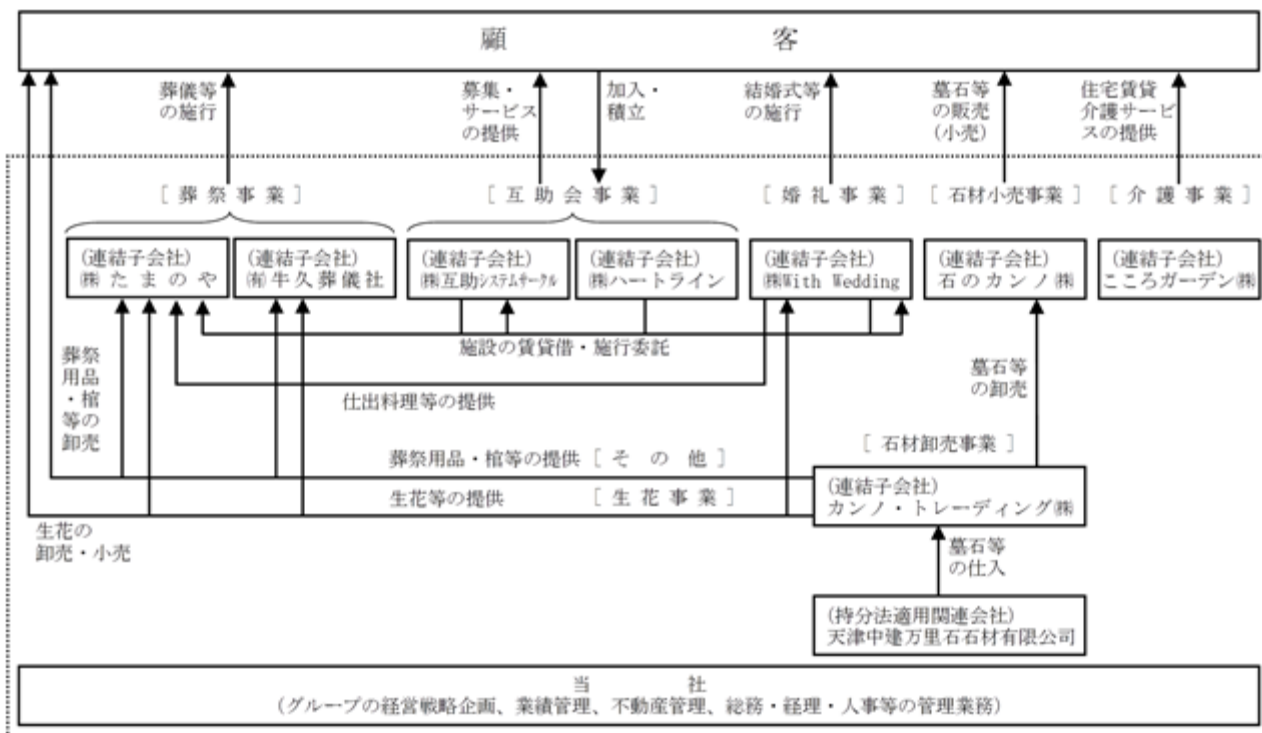 顧客
葬儀等
の施行
募集・
サービス
の提供
加入・
積立
結婚式等
の施行
墓石等
の販売
(小売)
住宅賃貸
介護サービ
スの提供
[ 葬 祭 事 業 ]
[ 互 助 会 事 業 ]
[ 婚 礼 事 業 ]
[ 石材小売事業 ]
[ 介 護 事 業 ]
(連結子会社)
㈱たまのや
(連結子会社)
㈲牛久葬儀社
(連結子会社)
㈱互助システムサークル
(連結子会社)
㈱ハートライン
(連結子会社)
㈱With Wedding
(連結子会社)
石のカンノ㈱
(連結子会社)
こころガーデン㈱
施設の賃貸借・施行委託
葬祭
用品
・棺
等の
卸売
仕出料理等の提供
墓石等
の卸売
[ 石材卸売事業 ]
葬祭用品・棺等の提供 [ そ の 他 ]
生花等の提供 [ 生 花 事 業 ]
(連結子会社)
カンノ・トレーディング㈱
生花の
卸売・小売
墓石等
の仕入
(持分法適用関連会社)
天津中建万里石石材有限公司
当社
(グループの経営戦略企画、業績管理、不動産管理、総務・経理・人事等の管理業務)